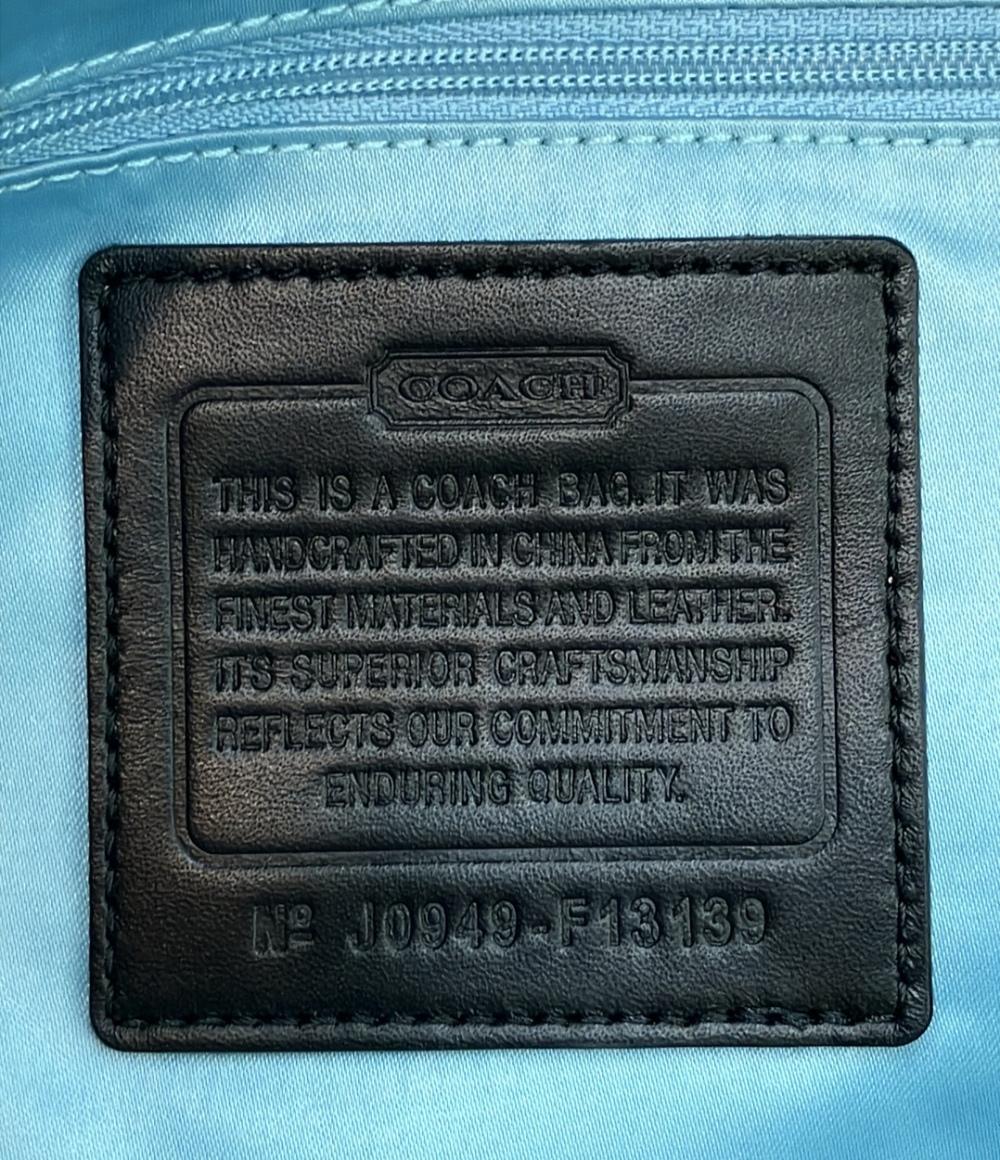 COACH
THIS IS A COACH BAG. IT WAS
HANDCRAFTED IN CHINA FROM THE
FINEST MATERIALS AND LEATHER.
ITS SUPERIOR CRAFTSMANSHIP
REFLECTS OUR COMMITMENT TO
ENDURING QUALITY.
Nº J0949-F13139